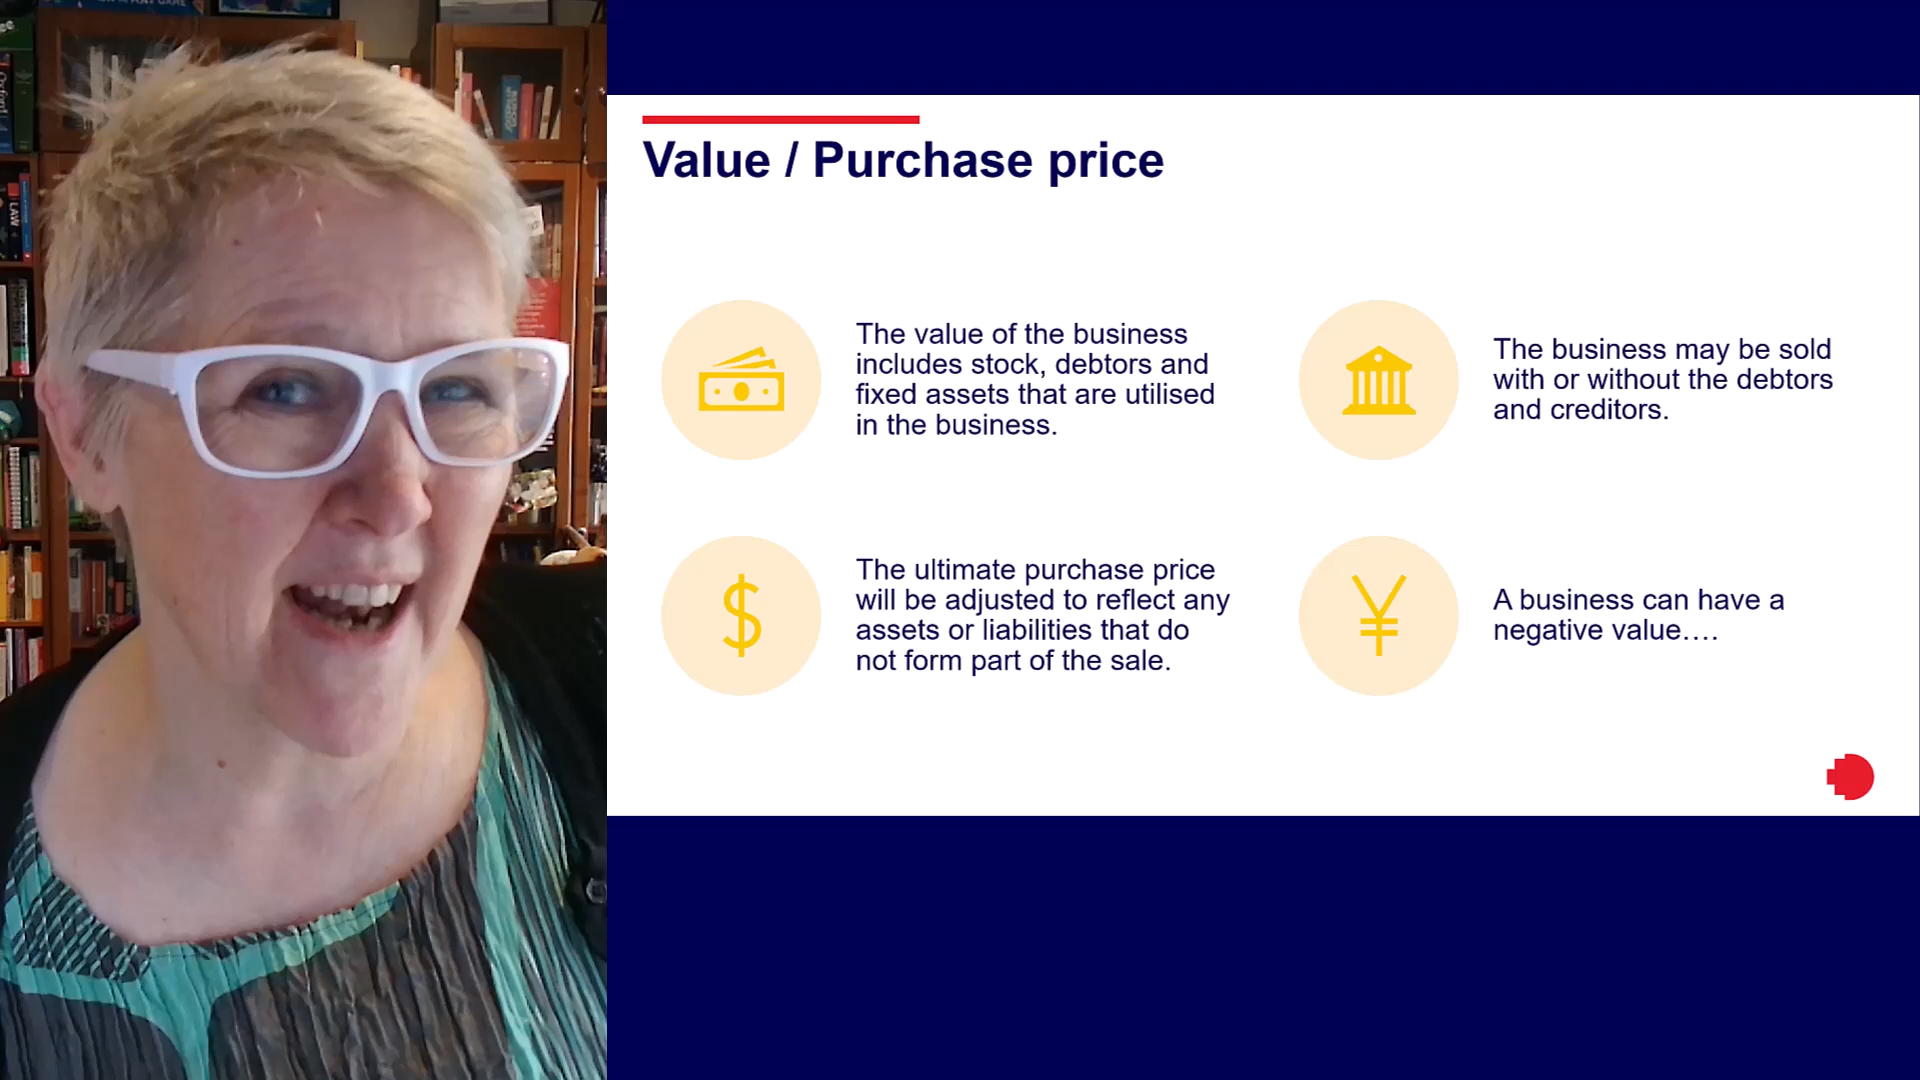 Value / Purchase price
The value of the business
includes stock, debtors and
fixed assets that are utilised
in the business.
The business may be sold
with or without the debtors
and creditors.
The ultimate purchase price
will be adjusted to reflect any
assets or liabilities that do
not form part of the sale.
A business can have a
negative value….
LAW